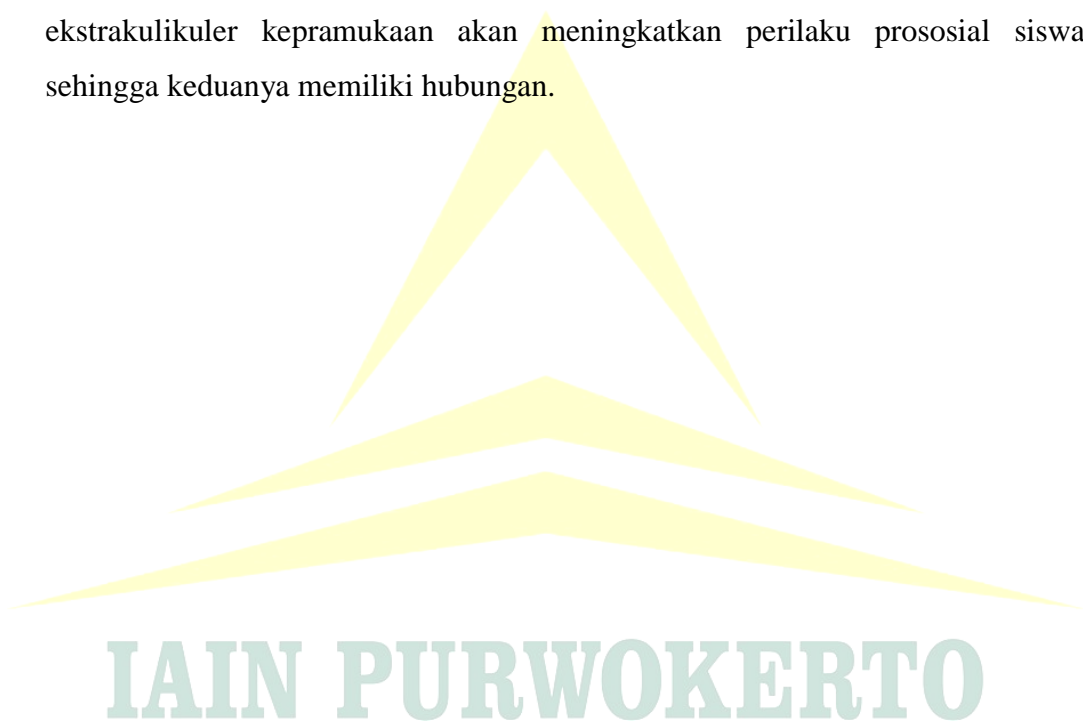 ekstrakulikuler kepramukaan akan meningkatkan perilaku prososial siswa
sehingga keduanya memiliki hubungan.
IAIN PURWOKERTO